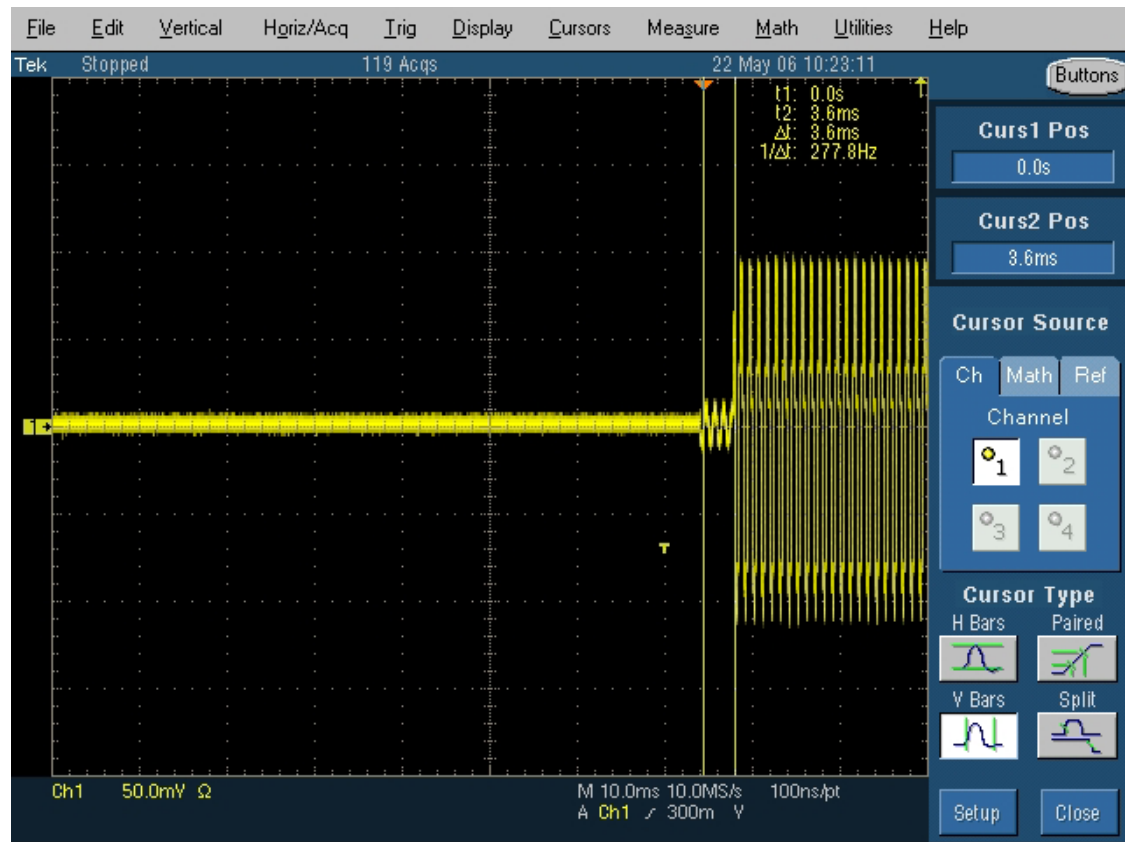 File Edit Vertical Horiz/Acq Trig Display Cursors Measure Math Utilities Help
Tek Stopped 119 Acqs 22 May 06 10:23:11
Buttons
t1: 0.0s
t2: 3.6ms
Δt: 3.6ms
1/Δt: 277.8Hz
Curs1 Pos
0.0s
Curs2 Pos
3.6ms
Cursor Source
Ch Math Ref
Channel
1 2
3 4
1
T
Cursor Type
H Bars Paired
V Bars Split
Setup Close
Ch1 50.0mV Ω M 10.0ms 10.0MS/s 100ns/pt
A Ch1 300m V